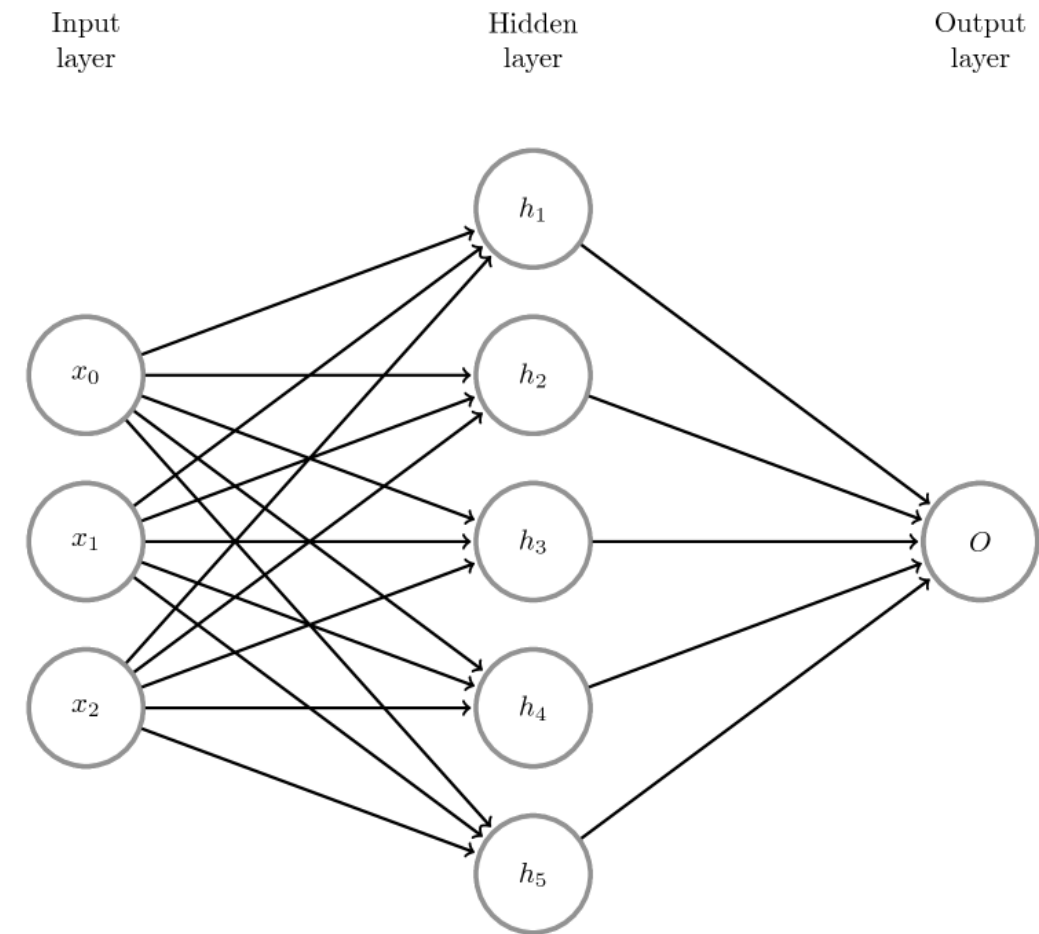 Input
layer
Hidden
layer
Output
layer
h₁
x₀
h₂
x₁
h₃
O
x₂
h₄
h₅